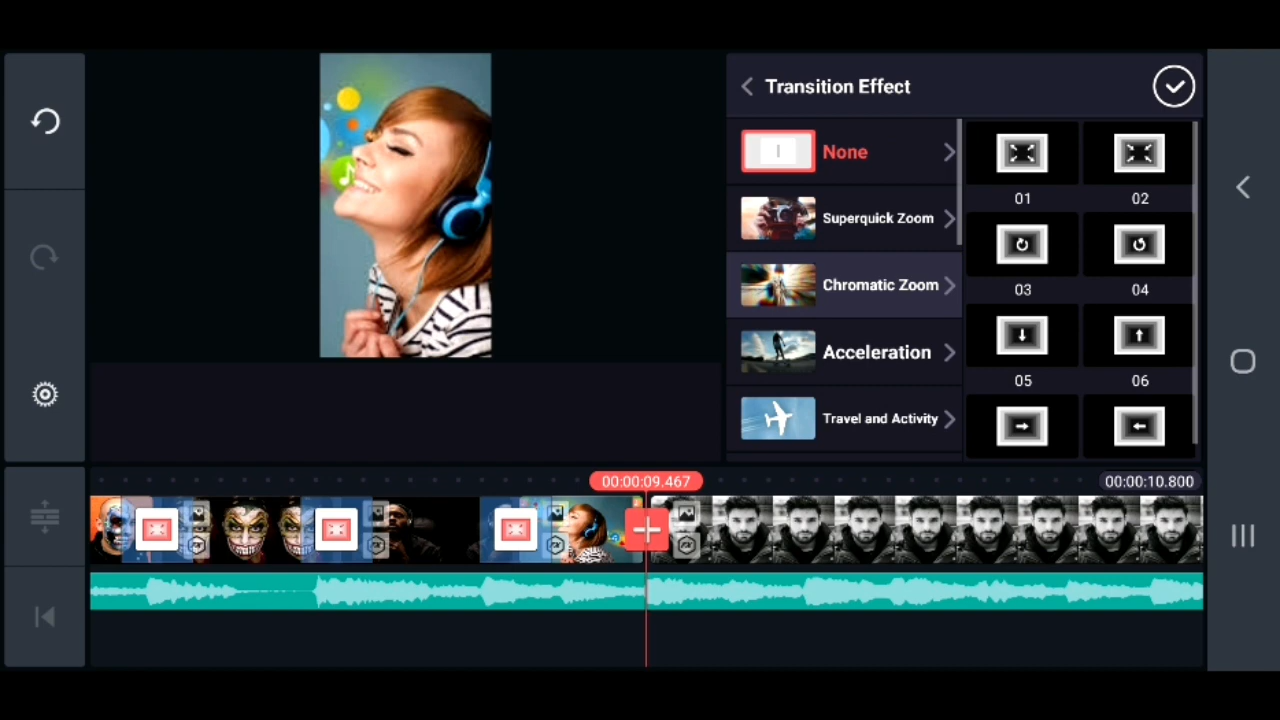 Transition Effect
None
Superquick Zoom
Chromatic Zoom
Acceleration
Travel and Activity
01
02
03
04
05
06
00:00:09.467
00:00:10.800